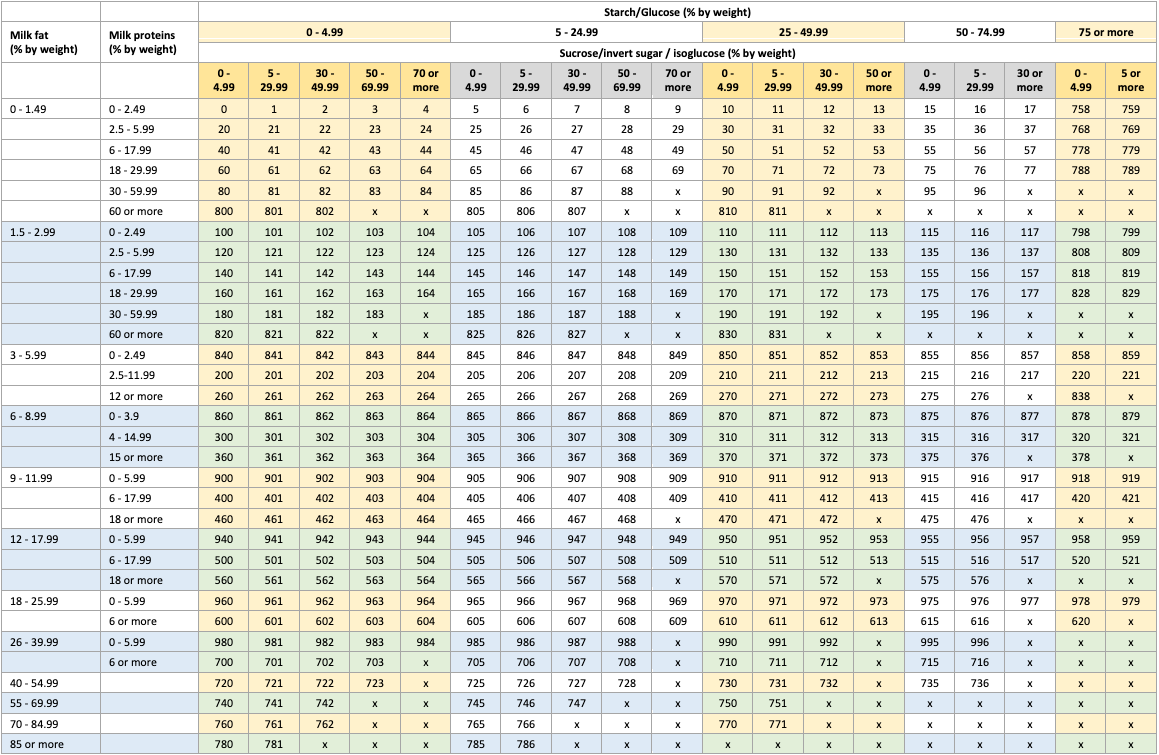 Starch/Glucose (% by weight)
Milk fat (% by weight) Milk proteins (% by weight) 0 - 4.99 5 - 24.99 25 - 49.99 50 - 74.99 75 or more
Sucrose/invert sugar / isoglucose (% by weight)
0 - 4.99 5 - 29.99 30 - 49.99 50 - 69.99 70 or more 0 - 4.99 5 - 29.99 30 - 49.99 50 - 69.99 70 or more 0 - 4.99 5 - 29.99 30 - 49.99 50 or more 0 - 4.99 5 - 29.99 30 or more 0 - 4.99 5 or more
0 - 1.49 0 - 2.49 0 1 2 3 4 5 6 7 8 9 10 11 12 13 15 16 17 758 759
2.5 - 5.99 20 21 22 23 24 25 26 27 28 29 30 31 32 33 35 36 37 768 769
6 - 17.99 40 41 42 43 44 45 46 47 48 49 50 51 52 53 55 56 57 778 779
18 - 29.99 60 61 62 63 64 65 66 67 68 69 70 71 72 73 75 76 77 788 789
30 - 59.99 80 81 82 83 84 85 86 87 88 x 90 91 92 x 95 96 x x x
60 or more 800 801 802 x x 805 806 807 x x 810 811 x x x x x x x
1.5 - 2.99 0 - 2.49 100 101 102 103 104 105 106 107 108 109 110 111 112 113 115 116 117 798 799
2.5 - 5.99 120 121 122 123 124 125 126 127 128 129 130 131 132 133 135 136 137 808 809
6 - 17.99 140 141 142 143 144 145 146 147 148 149 150 151 152 153 155 156 157 818 819
18 - 29.99 160 161 162 163 164 165 166 167 168 169 170 171 172 173 175 176 177 828 829
30 - 59.99 180 181 182 183 x 185 186 187 188 x 190 191 192 x 195 196 x x x
60 or more 820 821 822 x x 825 826 827 x x 830 831 x x x x x x x
3 - 5.99 0 - 2.49 840 841 842 843 844 845 846 847 848 849 850 851 852 853 855 856 857 858 859
2.5-11.99 200 201 202 203 204 205 206 207 208 209 210 211 212 213 215 216 217 220 221
12 or more 260 261 262 263 264 265 266 267 268 269 270 271 272 273 275 276 x 838 x
6 - 8.99 0 - 3.9 860 861 862 863 864 865 866 867 868 869 870 871 872 873 875 876 877 878 879
4 - 14.99 300 301 302 303 304 305 306 307 308 309 310 311 312 313 315 316 317 320 321
15 or more 360 361 362 363 364 365 366 367 368 369 370 371 372 373 375 376 x 378 x
9 - 11.99 0 - 5.99 900 901 902 903 904 905 906 907 908 909 910 911 912 913 915 916 917 918 919
6 - 17.99 400 401 402 403 404 405 406 407 408 409 410 411 412 413 415 416 417 420 421
18 or more 460 461 462 463 464 465 466 467 468 x 470 471 472 x 475 476 x x x
12 - 17.99 0 - 5.99 940 941 942 943 944 945 946 947 948 949 950 951 952 953 955 956 957 958 959
6 - 17.99 500 501 502 503 504 505 506 507 508 509 510 511 512 513 515 516 517 520 521
18 or more 560 561 562 563 564 565 566 567 568 x 570 571 572 x 575 576 x x x
18 - 25.99 0 - 5.99 960 961 962 963 964 965 966 967 968 969 970 971 972 973 975 976 977 978 979
6 or more 600 601 602 603 604 605 606 607 608 609 610 611 612 613 615 616 x 620 x
26 - 39.99 0 - 5.99 980 981 982 983 984 985 986 987 988 x 990 991 992 x 995 996 x x x
6 or more 700 701 702 703 x 705 706 707 708 x 710 711 712 x 715 716 x x x
40 - 54.99 720 721 722 723 x 725 726 727 728 x 730 731 732 x 735 736 x x x
55 - 69.99 740 741 742 x x 745 746 747 x x 750 751 x x x x x x x
70 - 84.99 760 761 762 x x 765 766 x x x 770 771 x x x x x x x
85 or more 780 781 x x x 785 786 x x x x x x x x x x x x